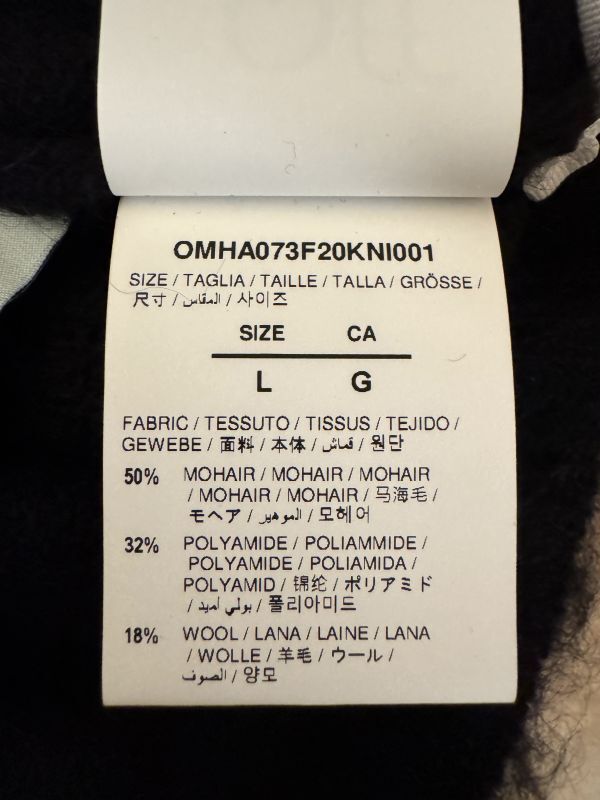 OMHA073F20KNI001
SIZE / TAGLIA / TAILLE / TALLA / GRÖSSE /
尺寸 / المقاس / 사이즈
SIZE CA
L G
FABRIC / TESSUTO / TISSUS / TEJIDO /
GEWEBE / 面料 / 本体 / قماش / 원단
50% MOHAIR / MOHAIR / MOHAIR
/ MOHAIR / MOHAIR / 马海毛 /
モヘア / الموهير / 모헤어
32% POLYAMIDE / POLIAMMIDE /
POLYAMIDE / POLIAMIDA /
POLYAMID / 锦纶 / ポリアミド
/ بولي أميد / 폴리아미드
18% WOOL / LANA / LAINE / LANA
/ WOLLE / 羊毛 / ウール /
الصوف / 양모